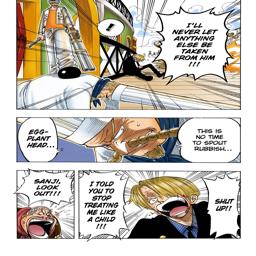 I'LL
NEVER LET
ANYTHING
ELSE BE
TAKEN
FROM HIM
!!!
!
EGG-
PLANT
HEAD...
THIS IS
NO TIME
TO SPOUT
RUBBISH...
SANJI,
LOOK
OUT!!!
I TOLD
YOU TO
STOP
TREATING
ME LIKE
A CHILD
!!!
SHUT
UP!!